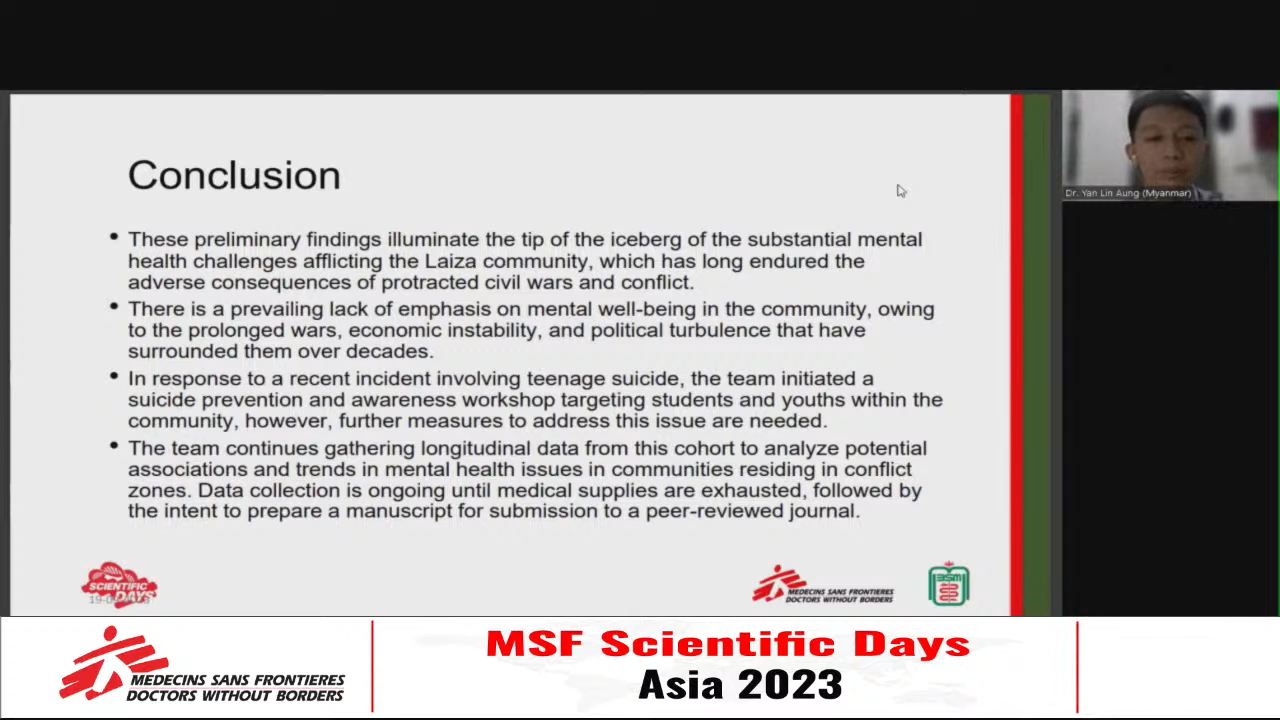 Conclusion
• These preliminary findings illuminate the tip of the iceberg of the substantial mental
health challenges afflicting the Laiza community, which has long endured the
adverse consequences of protracted civil wars and conflict.
• There is a prevailing lack of emphasis on mental well-being in the community, owing
to the prolonged wars, economic instability, and political turbulence that have
surrounded them over decades.
• In response to a recent incident involving teenage suicide, the team initiated a
suicide prevention and awareness workshop targeting students and youths within the
community, however, further measures to address this issue are needed.
• The team continues gathering longitudinal data from this cohort to analyze potential
associations and trends in mental health issues in communities residing in conflict
zones. Data collection is ongoing until medical supplies are exhausted, followed by
the intent to prepare a manuscript for submission to a peer-reviewed journal.
SCIENTIFIC
DAYS
MEDECINS SANS FRONTIERES
DOCTORS WITHOUT BORDERS
Dr. Yan Lin Aung (Myanmar)
MEDECINS SANS FRONTIERES
DOCTORS WITHOUT BORDERS
MSF Scientific Days
Asia 2023